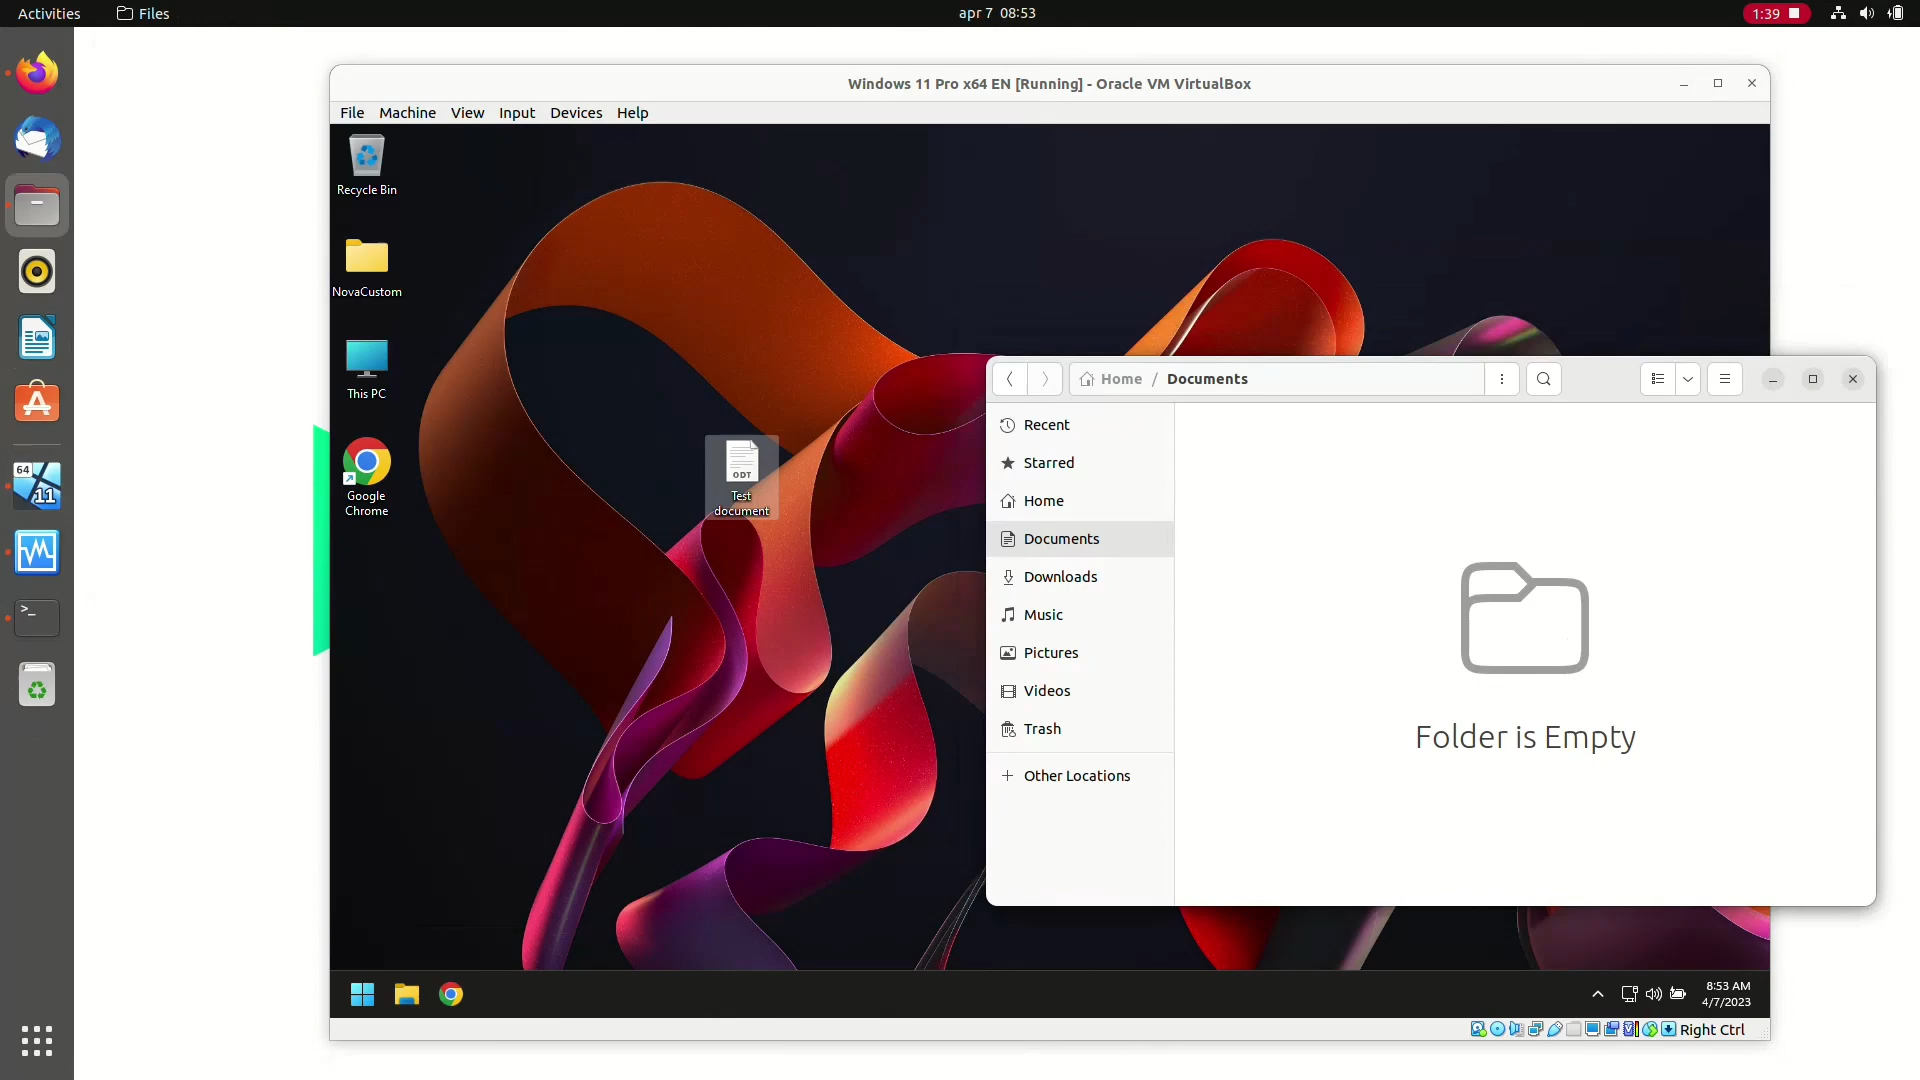 Activities
Files
apr 7 08:53
1:39
Windows 11 Pro x64 EN [Running] - Oracle VM VirtualBox
File Machine View Input Devices Help
Recycle Bin
NovaCustom
This PC
Google
Chrome
ODT
Test
document
Home / Documents
Recent
Starred
Home
Documents
Downloads
Music
Pictures
Videos
Trash
Other Locations
Folder is Empty
64
11
>_
8:53 AM
4/7/2023
Right Ctrl